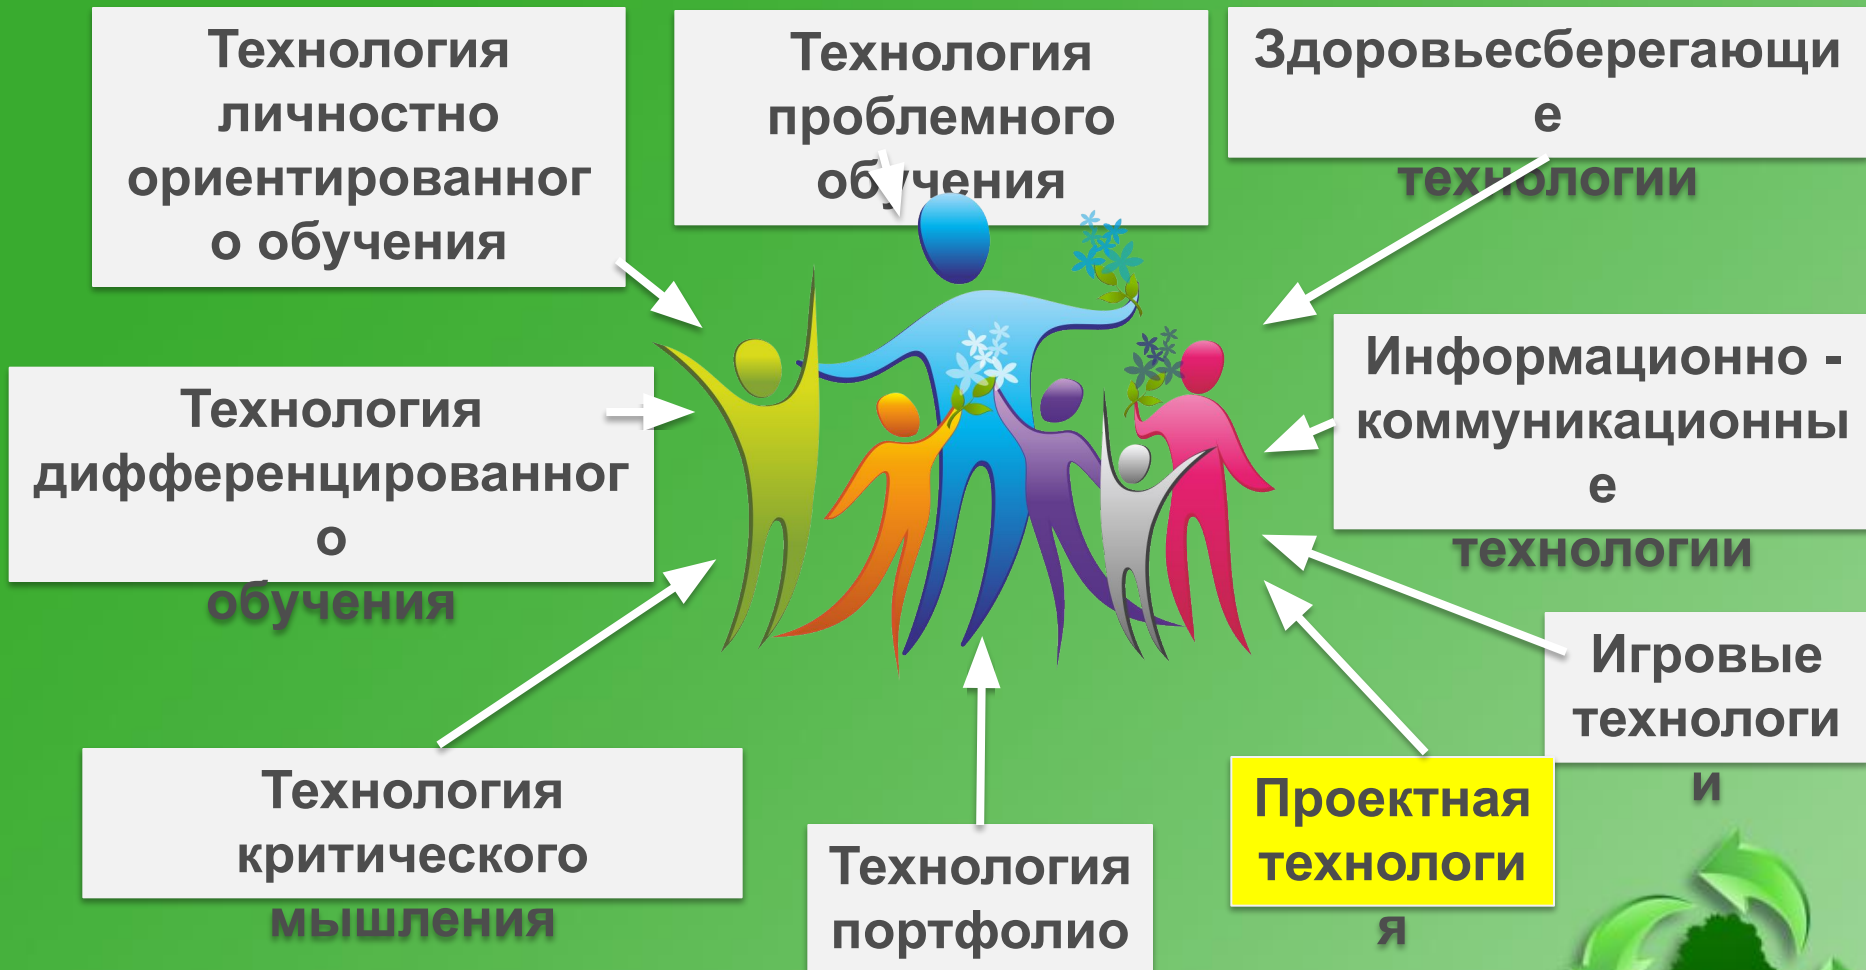 Технология
личностно
ориентированног
о обучения
Технология
проблемного
обучения
Здоровьесберегающи
е
технологии
Технология
дифференцированног
о
обучения
Информационно -
коммуникационны
е
технологии
Игровые
технологи
и
Технология
критического
мышления
Технология
портфолио
Проектная
технологи
я